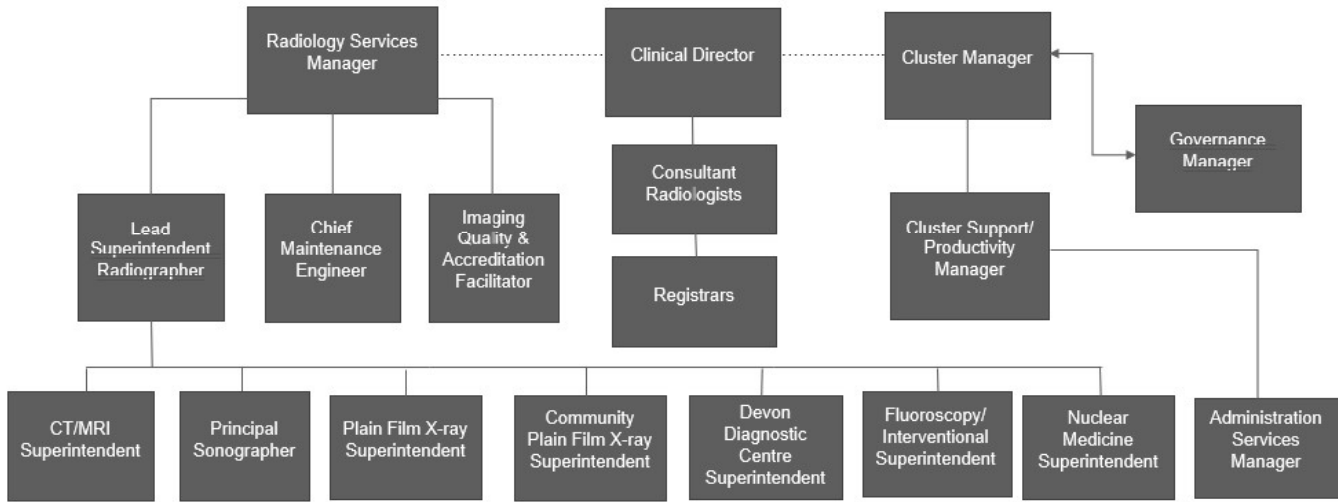 Radiology Services
Manager
Clinical Director
Cluster Manager
Governance
Manager
Consultant
Radiologists
Lead
Superintendent
Radiographer
Chief
Maintenance
Engineer
Imaging
Quality &
Accreditation
Facilitator
Registrars
Cluster Support/
Productivity
Manager
CT/MRI
Superintendent
Principal
Sonographer
Plain Film X-ray
Superintendent
Community
Plain Film X-ray
Superintendent
Devon
Diagnostic
Centre
Superintendent
Fluoroscopy/
Interventional
Superintendent
Nuclear
Medicine
Superintendent
Administration
Services
Manager